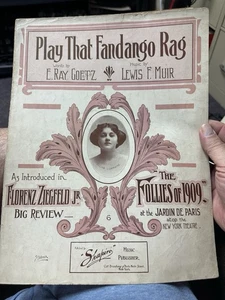 Play That Fandango Rag
Words by
E. RAY GOETZ
Music by
LEWIS F. MUIR
As Introduced in
FLORENZ ZIEGFELD JR'S
BIG REVIEW
THE
FOLLIES OF 1909
at the JARDIN DE PARIS
atop the
NEW YORK THEATRE
6
Shapiro
MUSIC
PUBLISHER